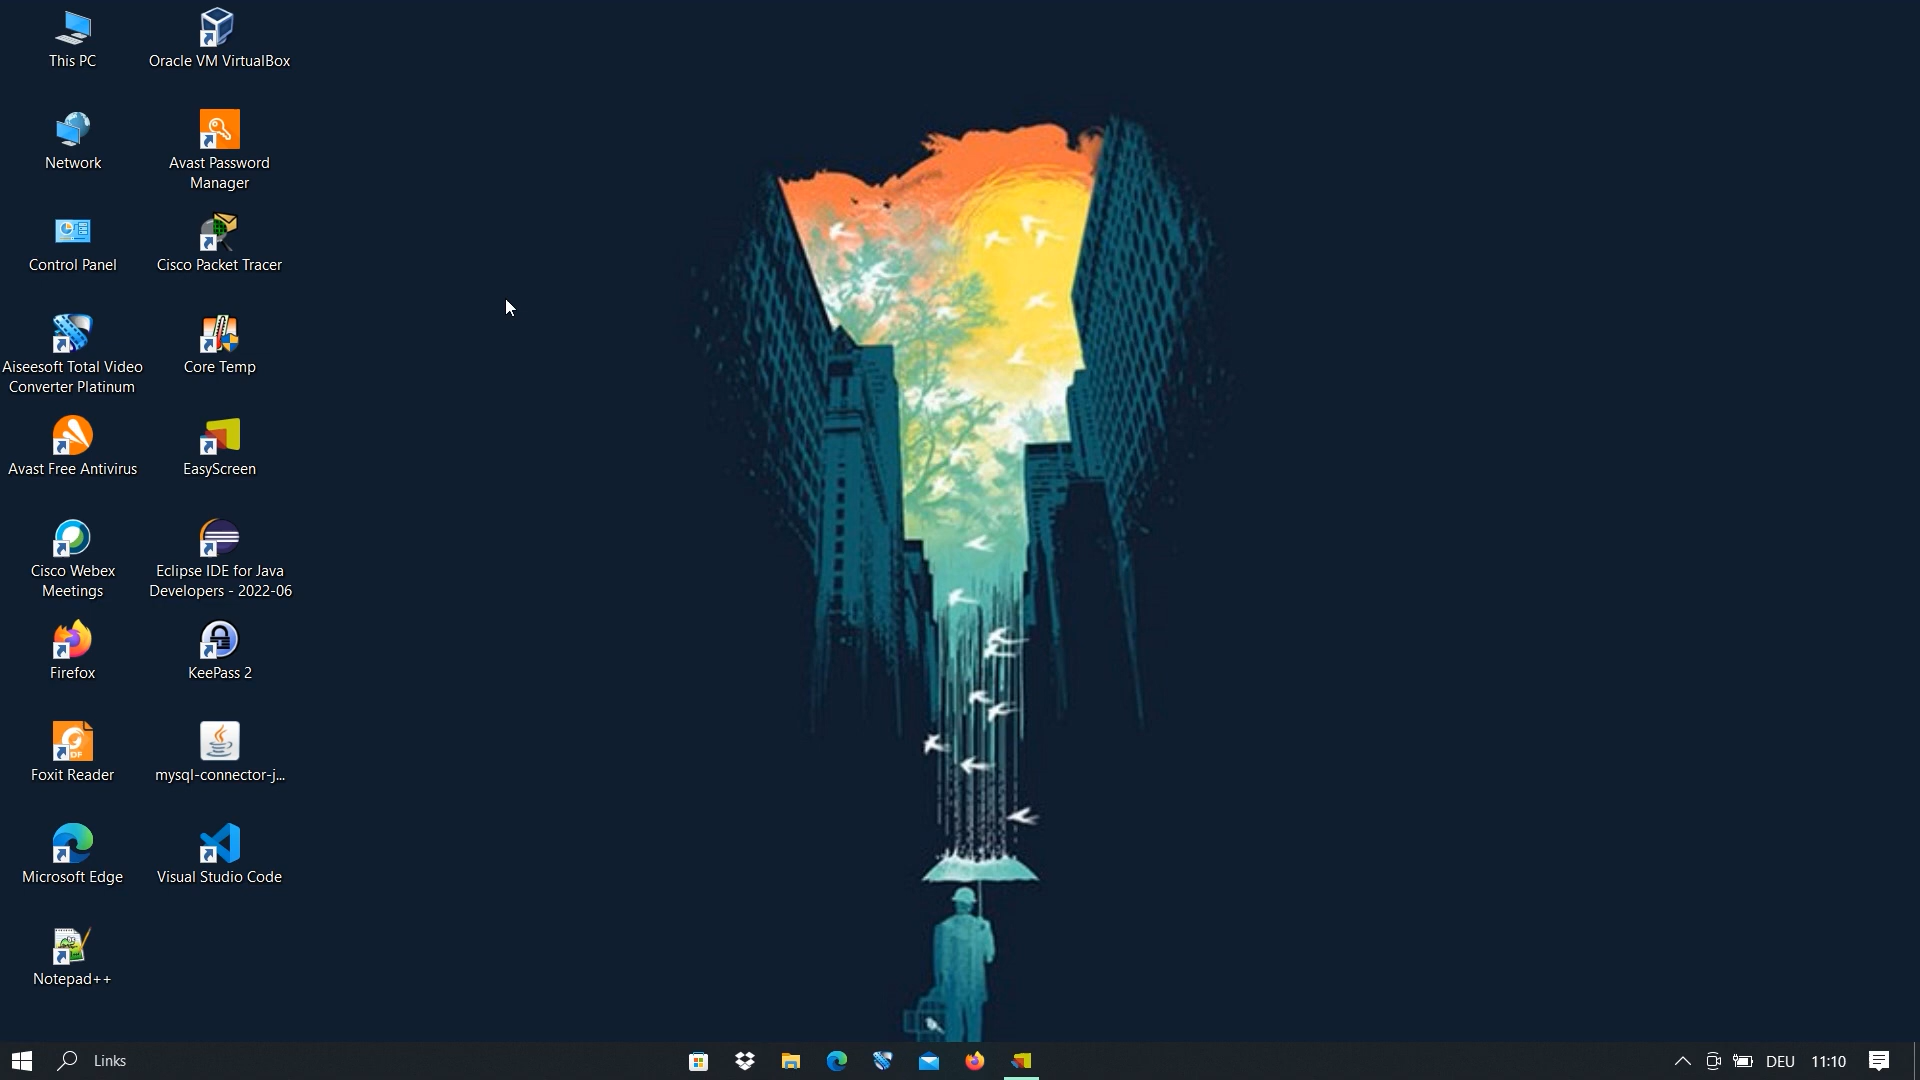 This PC
Oracle VM VirtualBox
Network
Avast Password
Manager
Control Panel
Cisco Packet Tracer
Aiseesoft Total Video
Converter Platinum
Core Temp
Avast Free Antivirus
EasyScreen
Cisco Webex
Meetings
Eclipse IDE for Java
Developers - 2022-06
Firefox
KeePass 2
Foxit Reader
mysql-connector-j...
Microsoft Edge
Visual Studio Code
Notepad++
Links
DEU
11:10